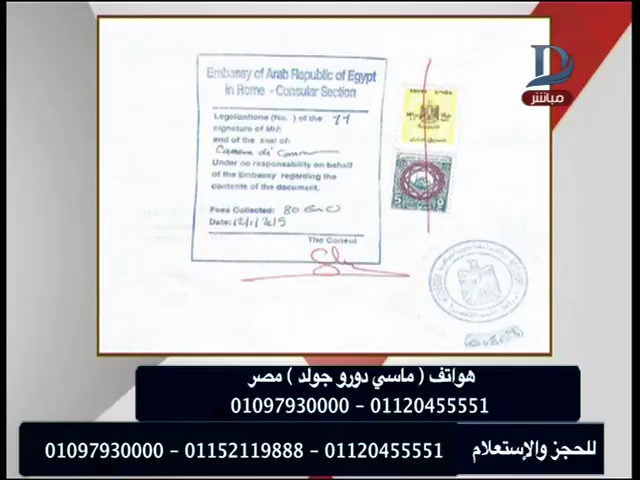 مباشر
Embassy of Arab Republic of Egypt
in Rome - Consular Section
Legalizatione (No. ) of the 11
signature of Mr/:
end of the seal of:
Camera di
Under no responsibility on behalf
of the Embassy regarding the
contents of the document.
Fees Collected: 80
Date: 12/1/2015
The Consul
5
هواتف ( ماسي دورو جولد ) مصر
01097930000 - 01120455551
للحجز والإستعلام
01097930000 - 01152119888 - 01120455551